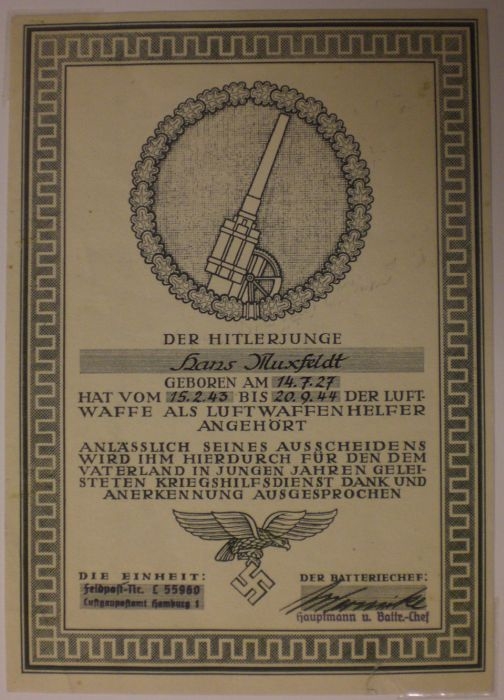 DER HITLERJUNGE
Hans Muxfeldt
GEBOREN AM 14.7.27
HAT VOM 15.2.43 BIS 20.9.44 DER LUFT-
WAFFE ALS LUFTWAFFENHELFER
ANGEHÖRT
ANLÄSSLICH SEINES AUSSCHEIDENS
WIRD IHM HIERDURCH FÜR DEN DEM
VATERLAND IN JUNGEN JAHREN GELEI-
STETEN KRIEGSHILFSDIENST DANK UND
ANERKENNUNG AUSGESPROCHEN
DIE EINHEIT:
Feldpost-Nr. L 55960
Luftgaupostamt Hamburg 1
DER BATTERIECHEF:
Hauptmann u. Battr.-Chef